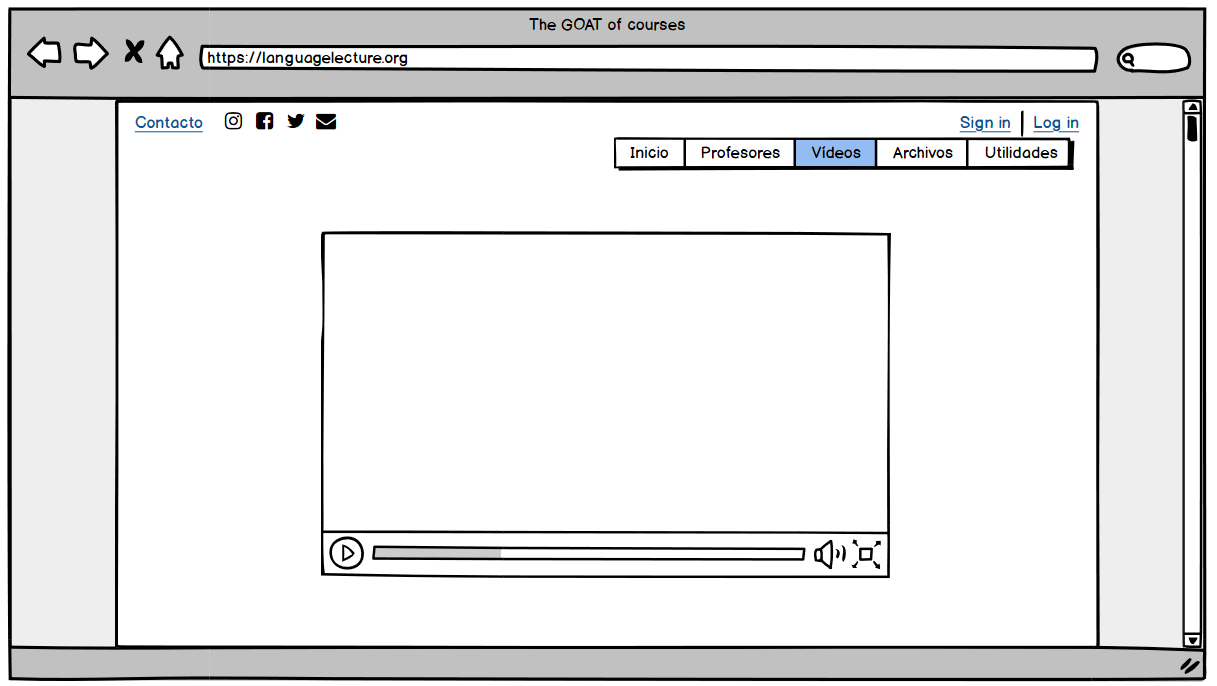 The GOAT of courses
https://languagelecture.org
Contacto
Sign in Log in
Inicio Profesores Vídeos Archivos Utilidades